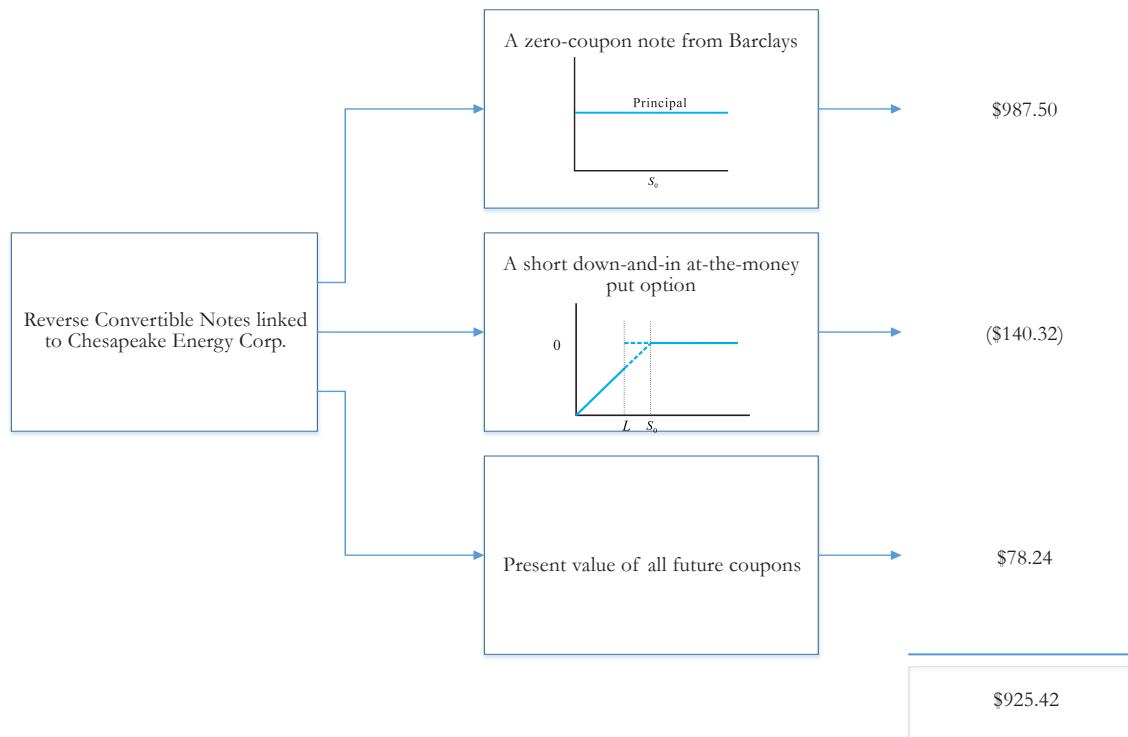 A zero-coupon note from Barclays
Principal
S₀
$987.50
Reverse Convertible Notes linked
to Chesapeake Energy Corp.
A short down-and-in at-the-money
put option
0
L S₀
($140.32)
Present value of all future coupons
$78.24
$925.42